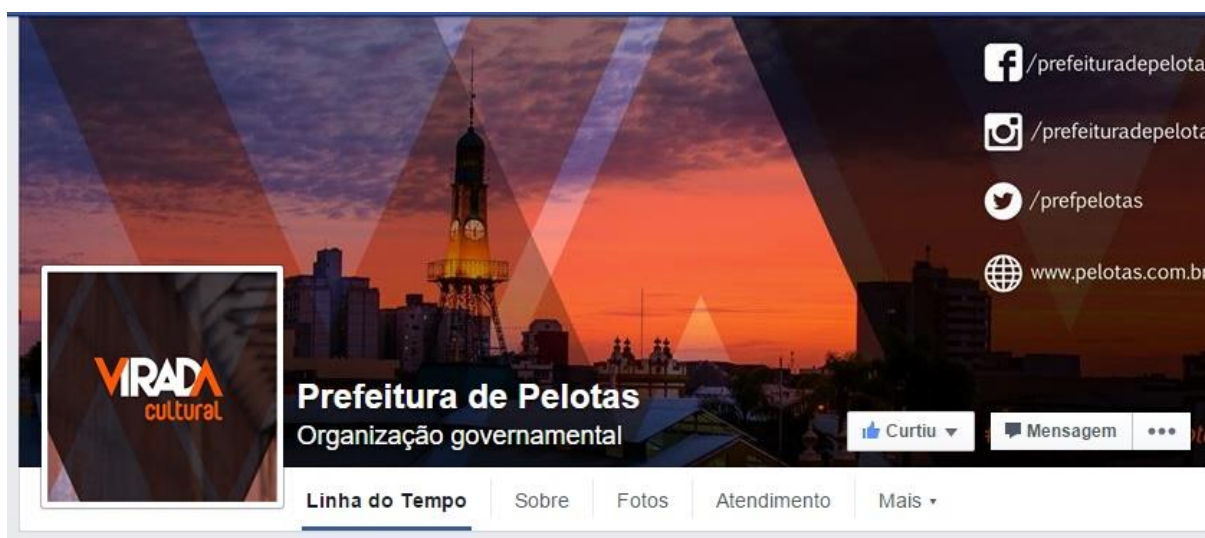 /prefeituradepelota
/prefeituradepelota
/prefpelotas
www.pelotas.com.br
VIRADA
cultural
Prefeitura de Pelotas
Organização governamental
Curtiu
Mensagem
Linha do Tempo
Sobre
Fotos
Atendimento
Mais